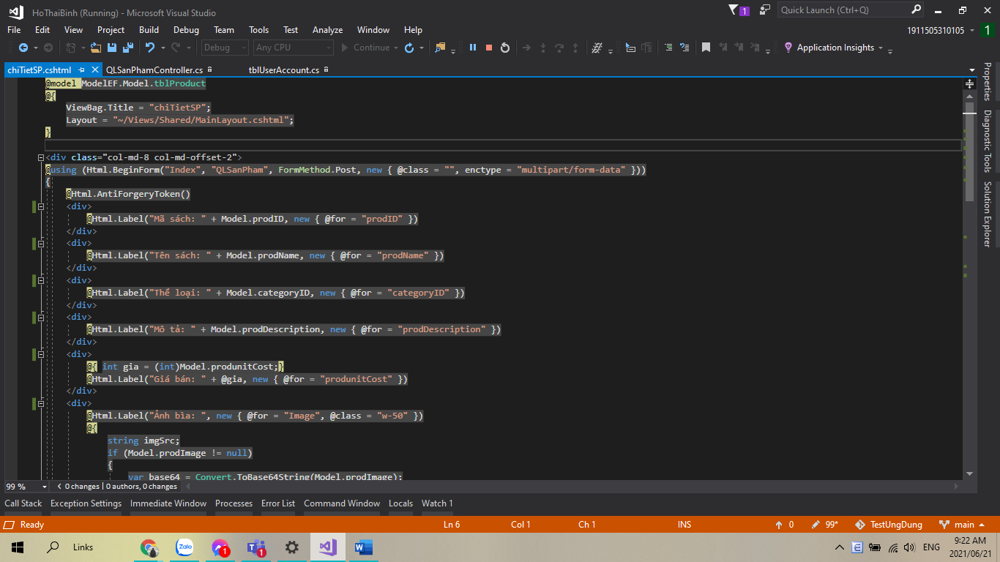 HoThaiBinh (Running) - Microsoft Visual Studio
1
Quick Launch (Ctrl+Q)
File Edit View Project Build Debug Team Tools Test Analyze Window Help
1911505310105
1
Debug Any CPU Continue Application Insights
chiTietSP.cshtml QLSanPhamController.cs tblUserAccount.cs
@model ModelEF.Model.tblProduct
@{
ViewBag.Title = "chiTietSP";
Layout = "~/Views/Shared/MainLayout.cshtml";
}
<div class="col-md-8 col-md-offset-2">
@using (Html.BeginForm("Index", "QLSanPham", FormMethod.Post, new { @class = "", enctype = "multipart/form-data" }))
{
@Html.AntiForgeryToken()
<div>
@Html.Label("Mã sách: " + Model.prodID, new { @for = "prodID" })
</div>
<div>
@Html.Label("Tên sách: " + Model.prodName, new { @for = "prodName" })
</div>
<div>
@Html.Label("Thể loại: " + Model.categoryID, new { @for = "categoryID" })
</div>
<div>
@Html.Label("Mô tả: " + Model.prodDescription, new { @for = "prodDescription" })
</div>
<div>
@{ int gia = (int)Model.produnitCost;}
@Html.Label("Giá bán: " + @gia, new { @for = "produnitCost" })
</div>
<div>
@Html.Label("Ảnh bìa: ", new { @for = "Image", @class = "w-50" })
@{
string imgSrc;
if (Model.prodImage != null)
{
var base64 = Convert.ToBase64String(Model.prodImage);
Properties
Diagnostic Tools
Solution Explorer
99 % 0 changes | 0 authors, 0 changes
Call Stack Exception Settings Immediate Window Processes Error List Command Window Locals Watch 1
Ready Ln 6 Col 1 Ch 1 INS 0 99* TestUngDung main
Links Zalo 1 1 ENG
9:22 AM
2021/06/21